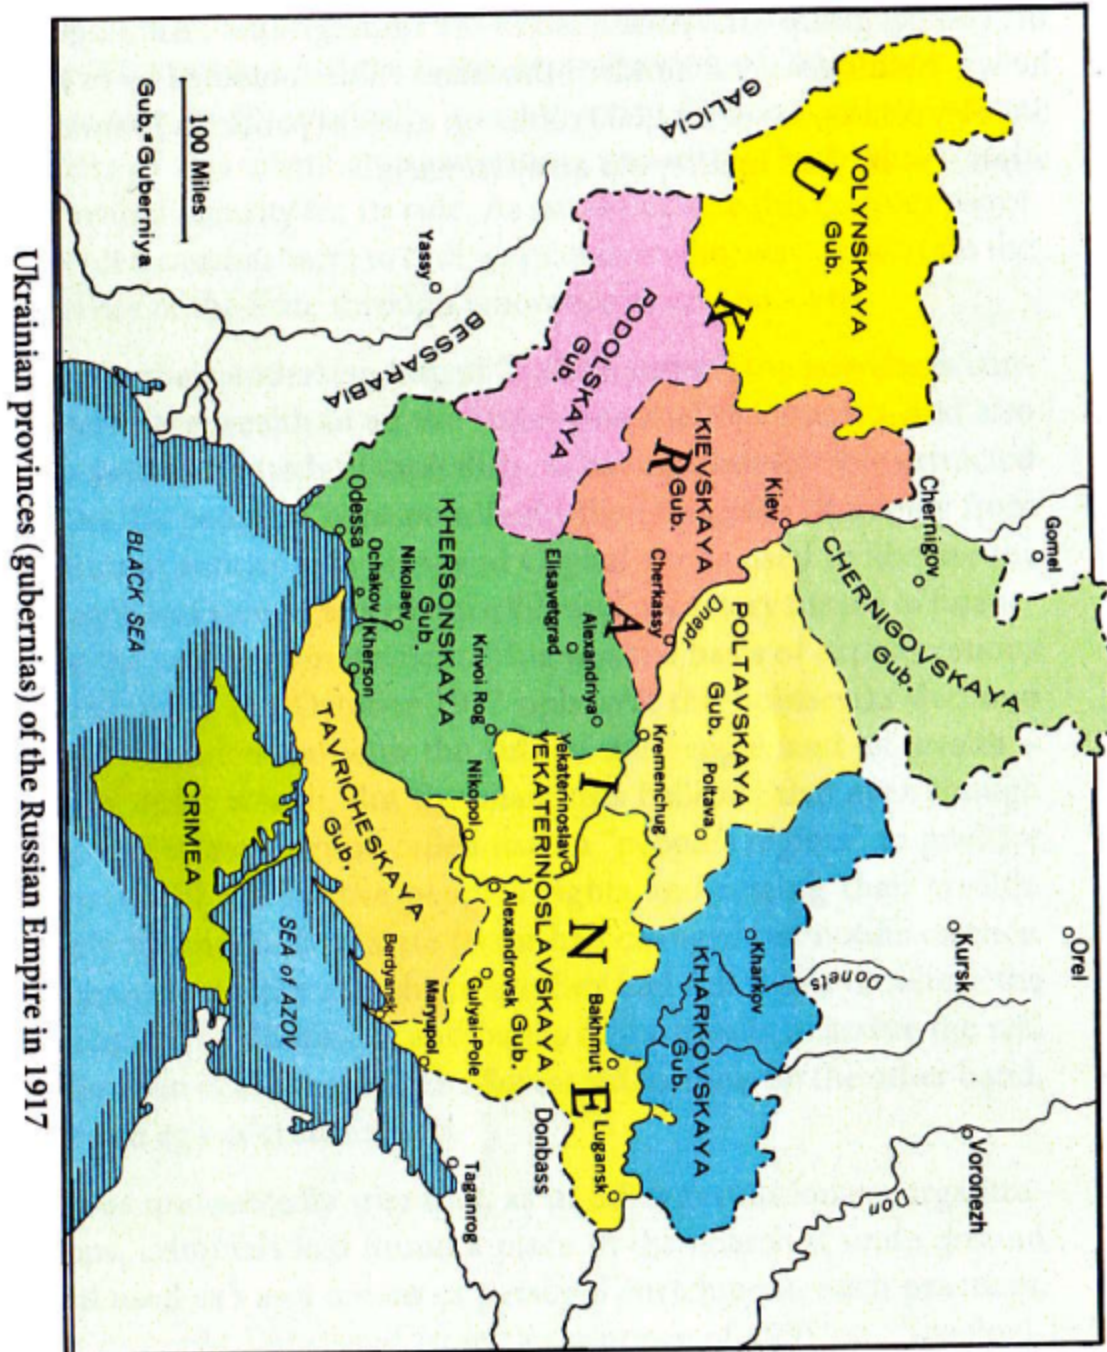 GALICIA
VOLYNSKAYA
Gub.
U K R A I N E
PODOLSKAYA
Gub.
KIEVSKAYA
Gub.
Kiev
Cherkassy
Dnepr
Chernigov
Gomel
CHERNIGOVSKAYA
Gub.
POLTAVSKAYA
Gub.
Poltava
Kremenchug
Yassy
BESSARABIA
KHERSONSKAYA
Gub.
Odessa
Ochakov
Nikolaev
Kherson
Krivoi Rog
Elisavetgrad
Alexandriya
Nikopol
Yekaterinoslav
YEKATERINOSLAVSKAYA
Gub.
Alexandrovsk
Gulyai-Pole
Maryupol
Berdyansk
TAVRICHESKAYA
Gub.
CRIMEA
BLACK SEA
SEA of AZOV
KHARKOVSKAYA
Gub.
Kharkov
Donets
Bakhmut
Lugansk
Donbass
Taganrog
Kursk
Orel
Voronezh
Don
100 Miles
Gub.=Guberniya
Ukrainian provinces (gubernias) of the Russian Empire in 1917